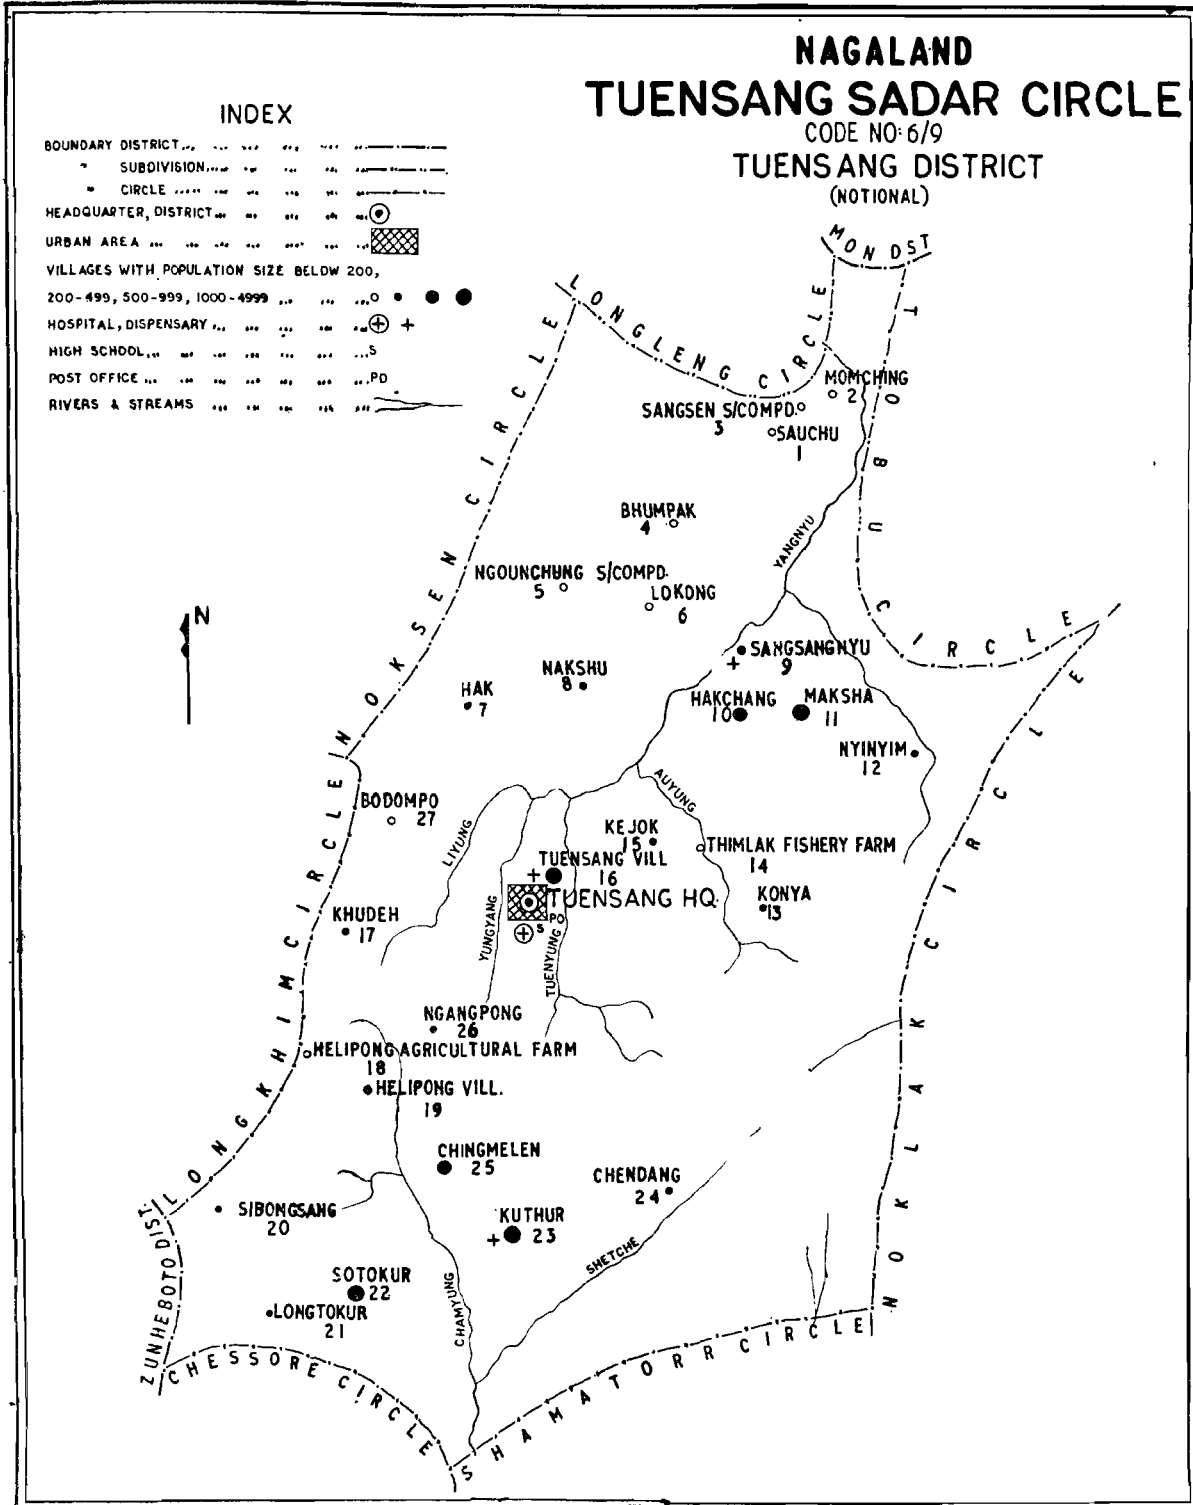 NAGALAND
TUENSANG SADAR CIRCLE
CODE NO: 6/9
TUENSANG DISTRICT
(NOTIONAL)
INDEX
BOUNDARY DISTRICT
" SUBDIVISION
" CIRCLE
HEADQUARTER, DISTRICT
URBAN AREA
VILLAGES WITH POPULATION SIZE BELOW 200,
200-499, 500-999, 1000-4999
HOSPITAL, DISPENSARY
HIGH SCHOOL S
POST OFFICE PO
RIVERS & STREAMS
N
MON DST
LONGLENG CIRCLE
TOBU CIRCLE
NOKSEN CIRCLE
MOMCHING
2
SANGSEN S/COMPD.
3
SAUCHU
1
BHUMPAK
4
YANGNYU
NGOUNCHUNG S/COMPD.
5
LOKONG
6
SANGSANGNYU
9
NAKSHU
8
HAK
7
HAKCHANG
10
MAKSHA
11
NYINYIM
12
AUYUNG
BODOMPO
27
LIYUNG
KEJOK
15
THIMLAK FISHERY FARM
14
TUENSANG VILL
16
TUENSANG HQ.
PO
S
KONYA
13
KHUDEH
17
YUNGYANG
TUENYUNG
LONGKHIM CIRCLE
NOKLAK CIRCLE
NGANGPONG
26
HELIPONG AGRICULTURAL FARM
18
HELIPONG VILL.
19
CHINGMELEN
25
CHENDANG
24
SIBONGSANG
20
KUTHUR
23
SHETCHE
SOTOKUR
22
LONGTOKUR
21
CHAMYUNG
ZUNHEBOTO DIST.
CHESSORE CIRCLE
SHAMATORR CIRCLE